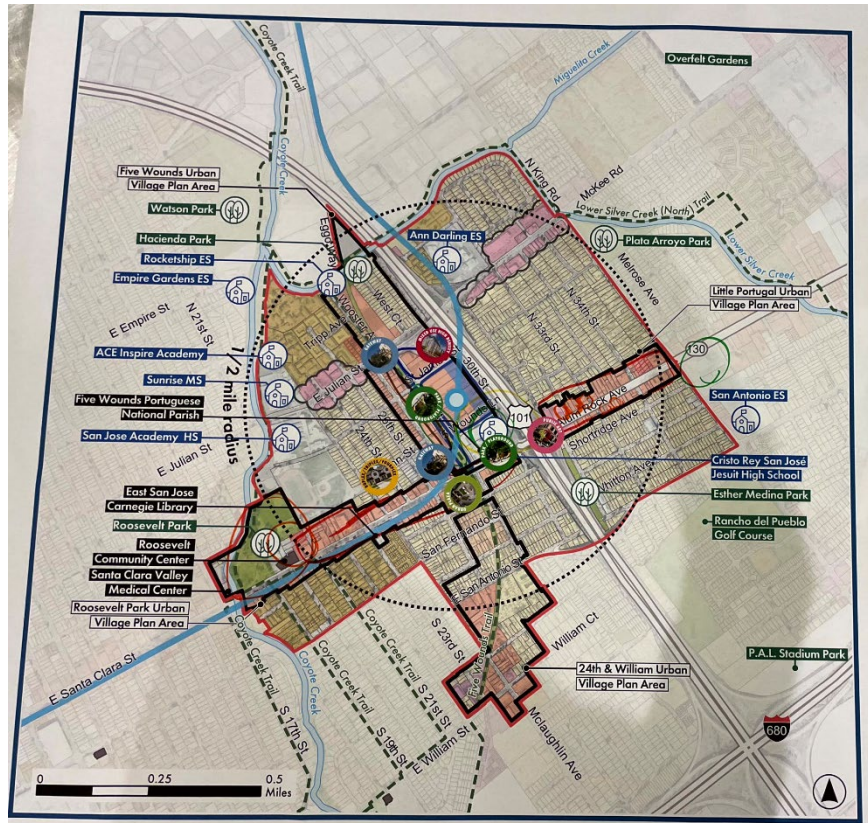 Overfelt Gardens
Coyote Creek Trail
Coyote Creek
Miguelita Creek
N King Rd
McKee Rd
Lower Silver Creek (North) Trail
Lower Silver Creek
Five Wounds Urban
Village Plan Area
Watson Park
Hacienda Park
Rocketship ES
Empire Gardens ES
Eggo Way
Ann Darling ES
Plata Arroyo Park
Melrose Ave
Little Portugal Urban
Village Plan Area
E Empire St
N 21st St
Wooster Ave
West Ct
Tripp Ave
N 34th St
N 33rd St
30th St
130
ACE Inspire Academy
Sunrise MS
E Julian St
1/2 mile radius
Five Wounds Portuguese
National Parish
San Jose Academy HS
E Julian St
24th St
101
Alum Rock Ave
Shortridge Ave
San Antonio ES
Whitton Ave
Cristo Rey San José
Jesuit High School
Esther Medina Park
Rancho del Pueblo
Golf Course
East San Jose
Carnegie Library
Roosevelt Park
Roosevelt
Community Center
Santa Clara Valley
Medical Center
Roosevelt Park Urban
Village Plan Area
San Fernando St
E San Antonio St
William Ct
S 23rd St
Five Wounds Trail
24th & William Urban
Village Plan Area
P.A.L. Stadium Park
E Santa Clara St
Coyote Creek Trail
Coyote Creek
Coyote Creek Trail
S 17th St
S 19th St
S 21st St
E William St
Mclaughlin Ave
680
0 0.25 0.5
Miles